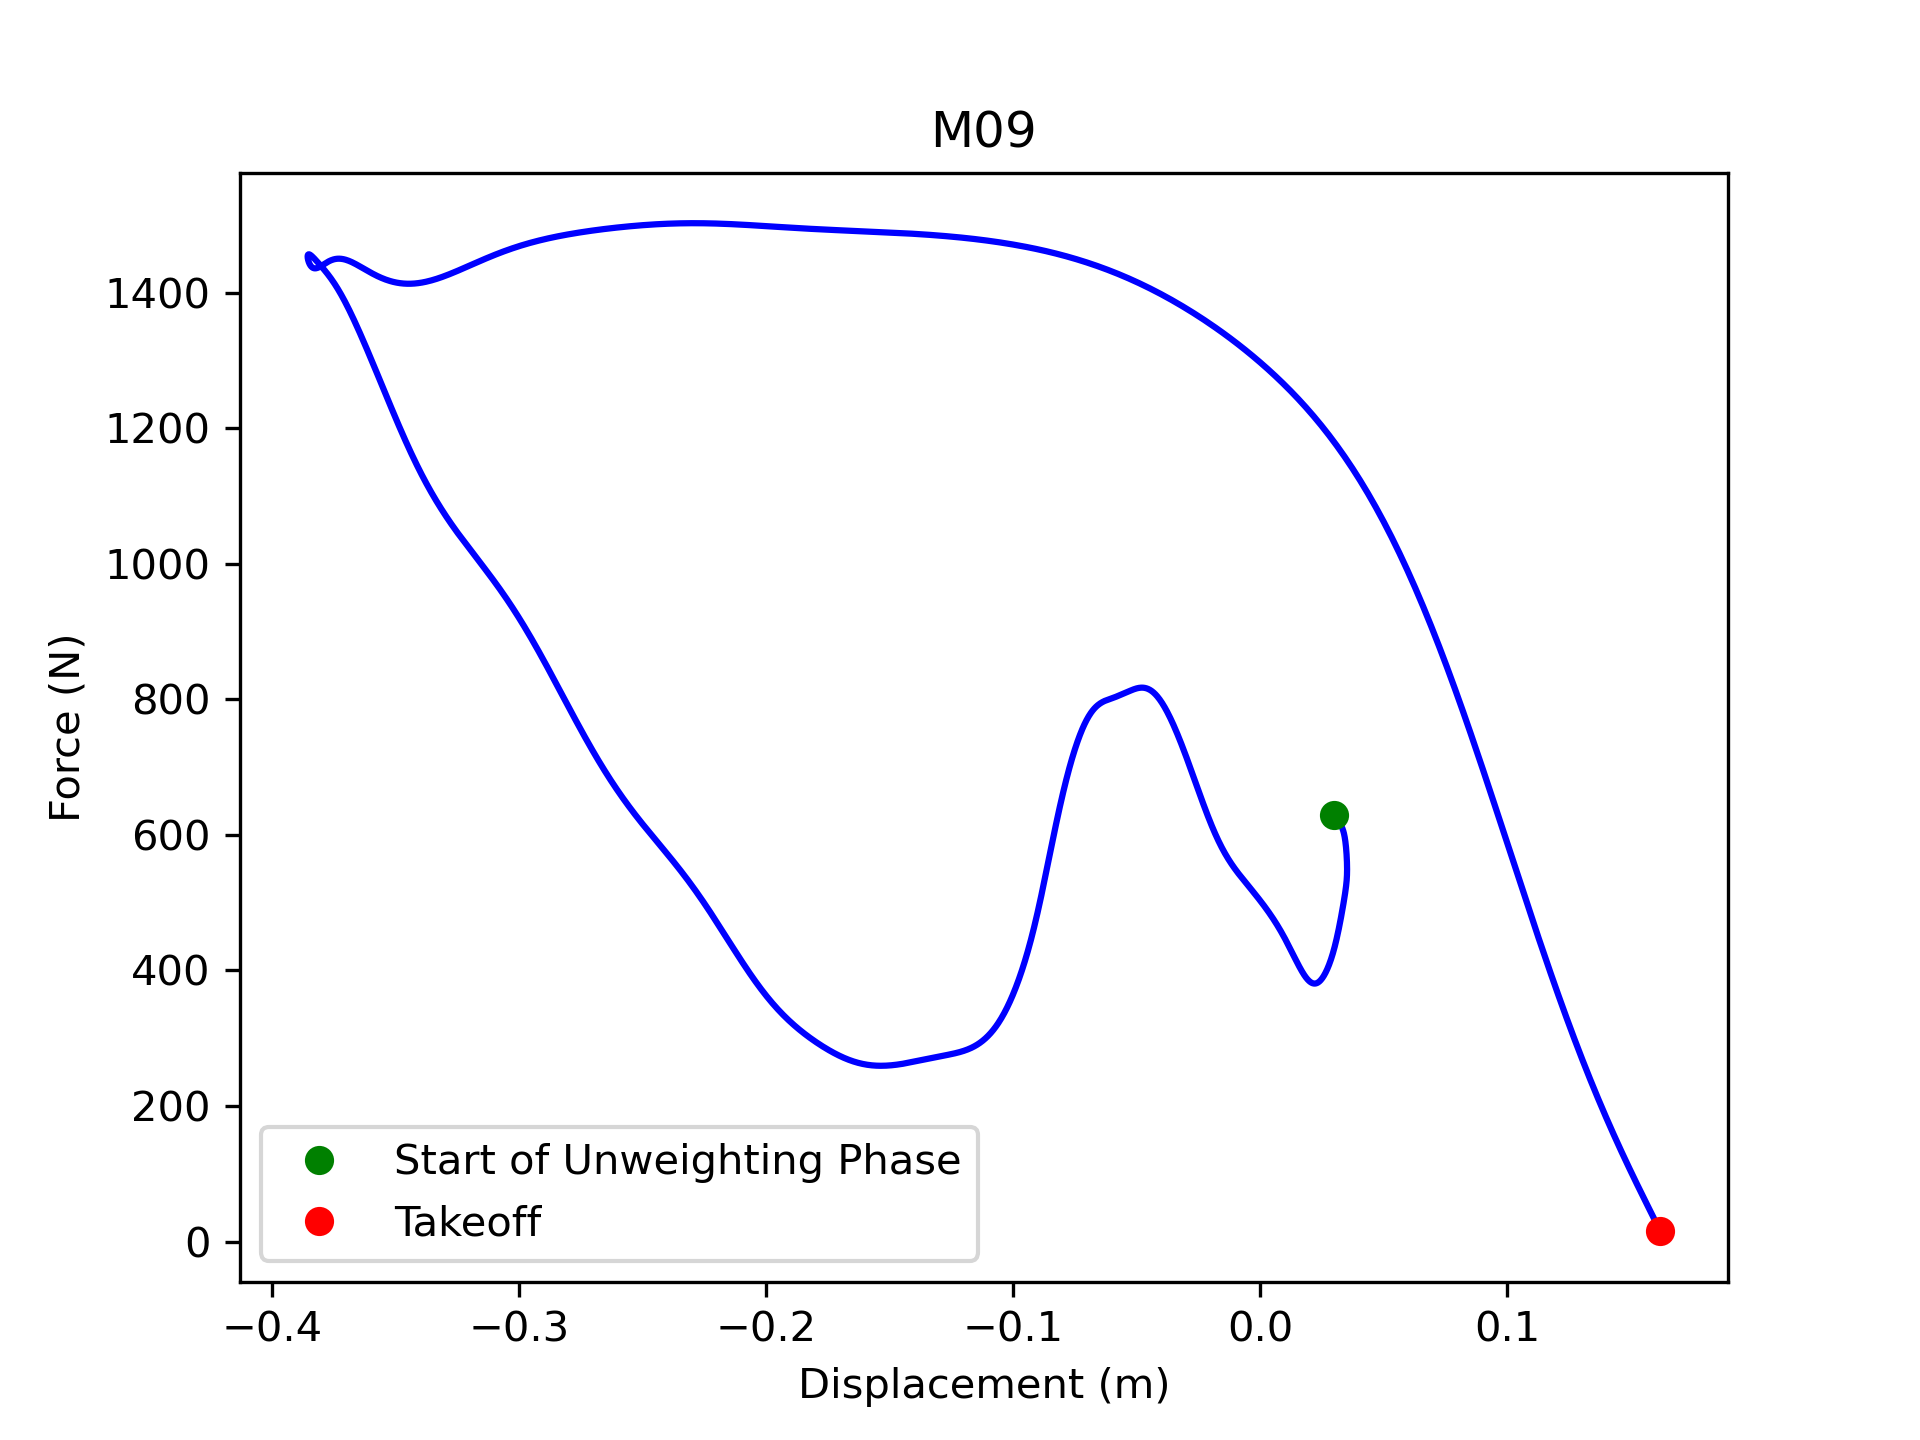 M09
1400
1200
1000
800
600
400
200
0
Force (N)
Start of Unweighting Phase
Takeoff
−0.4 −0.3 −0.2 −0.1 0.0 0.1
Displacement (m)